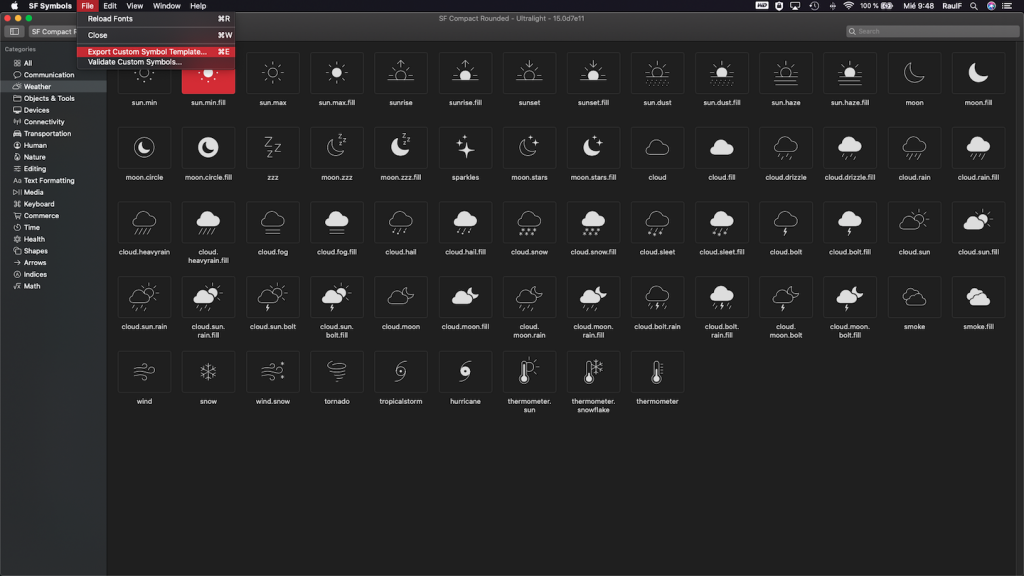 SF Symbols File Edit View Window Help 100 % Mié 9:48 RaulF
SF Compact Rounded – Ultralight – 15.0d7e11
Reload Fonts ⌘R
Close ⌘W
Export Custom Symbol Template... ⌘E
Validate Custom Symbols...
SF Compact
Search
Categories
All
Communication
Weather
Objects & Tools
Devices
Connectivity
Transportation
Human
Nature
Editing
Aa Text Formatting
Media
Keyboard
Commerce
Time
Health
Shapes
Arrows
Indices
Math
sun.min sun.min.fill sun.max sun.max.fill sunrise sunrise.fill sunset sunset.fill sun.dust sun.dust.fill sun.haze sun.haze.fill moon moon.fill
moon.circle moon.circle.fill zzz moon.zzz moon.zzz.fill sparkles moon.stars moon.stars.fill cloud cloud.fill cloud.drizzle cloud.drizzle.fill cloud.rain cloud.rain.fill
cloud.heavyrain cloud. cloud.fog cloud.fog.fill cloud.hail cloud.hail.fill cloud.snow cloud.snow.fill cloud.sleet cloud.sleet.fill cloud.bolt cloud.bolt.fill cloud.sun cloud.sun.fill
heavyrain.fill
cloud.sun.rain cloud.sun. cloud.sun.bolt cloud.sun. cloud.moon cloud.moon.fill cloud. cloud.moon. cloud.bolt.rain cloud.bolt. cloud. cloud.moon. smoke smoke.fill
rain.fill bolt.fill moon.rain rain.fill rain.fill moon.bolt bolt.fill
wind snow wind.snow tornado tropicalstorm hurricane thermometer. thermometer. thermometer
sun snowflake